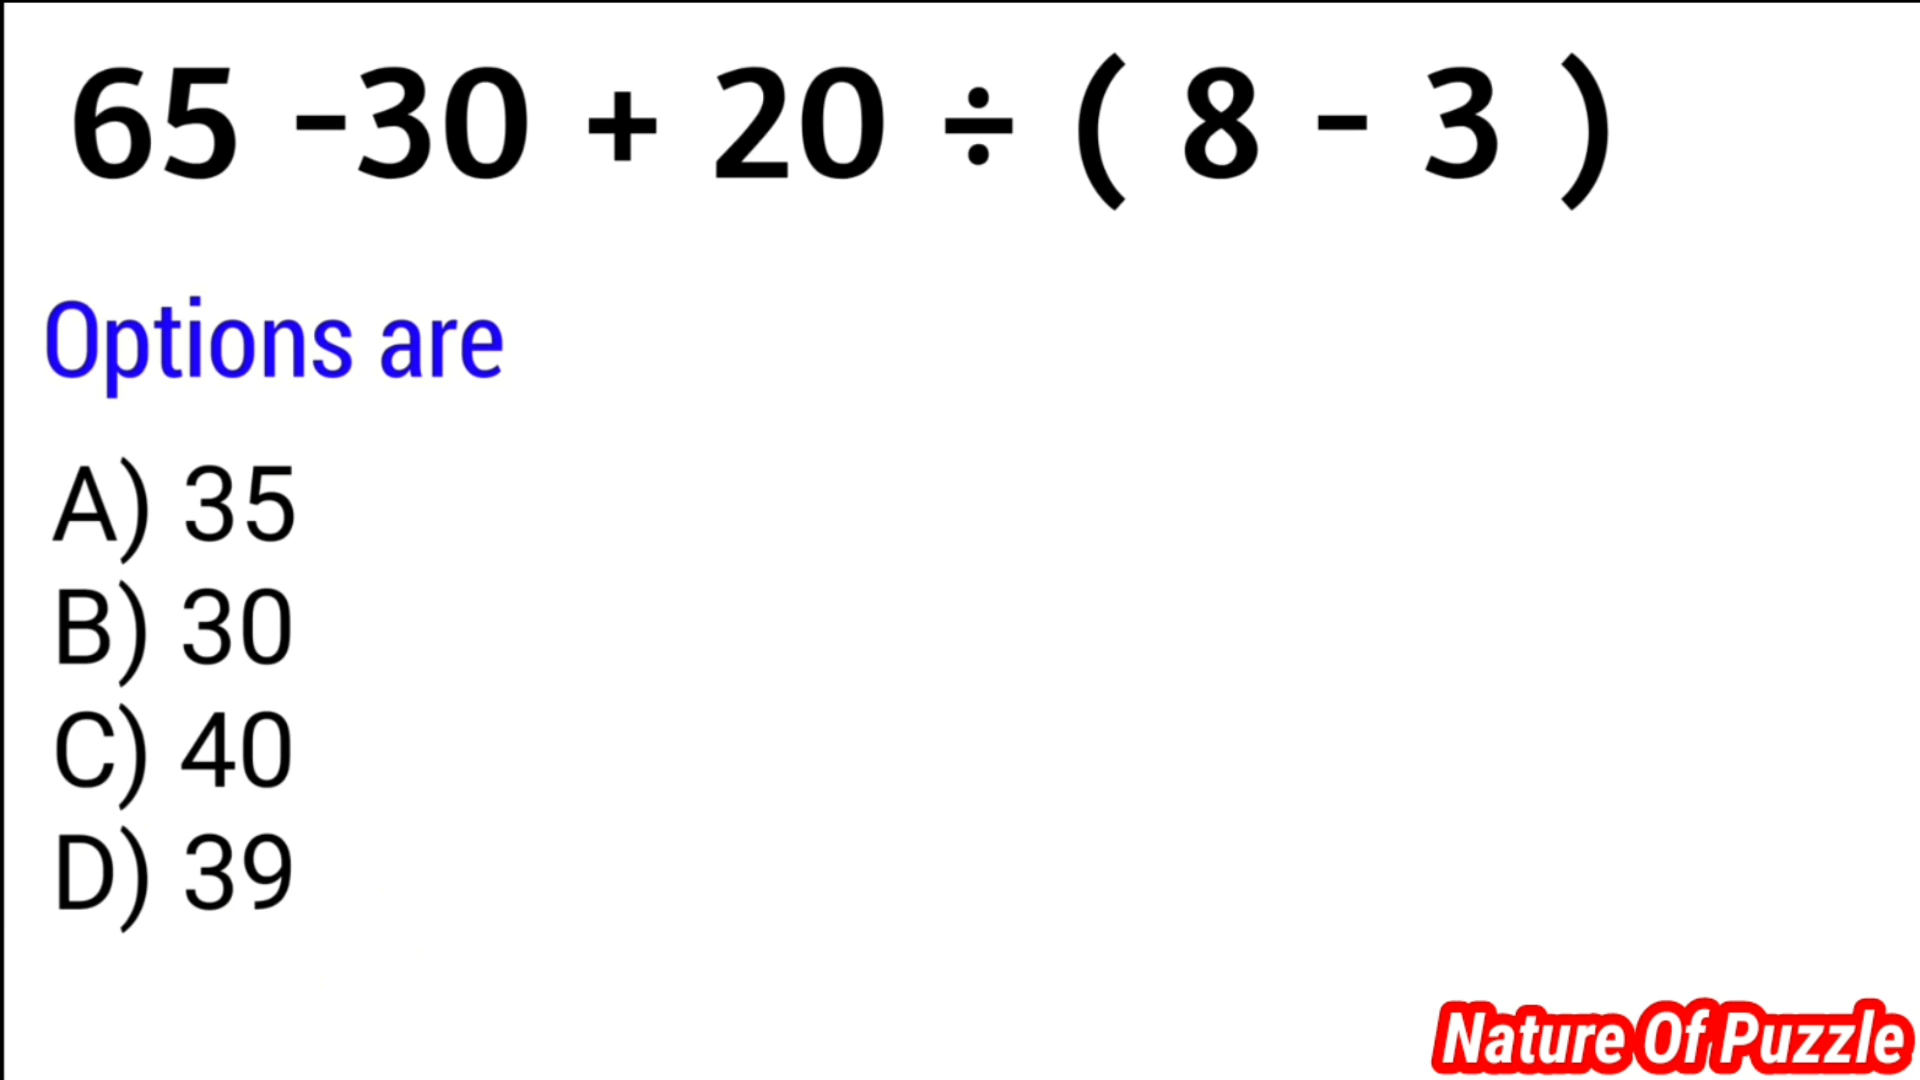 65 -30 + 20 ÷ ( 8 - 3 )
Options are
A) 35
B) 30
C) 40
D) 39
Nature Of Puzzle